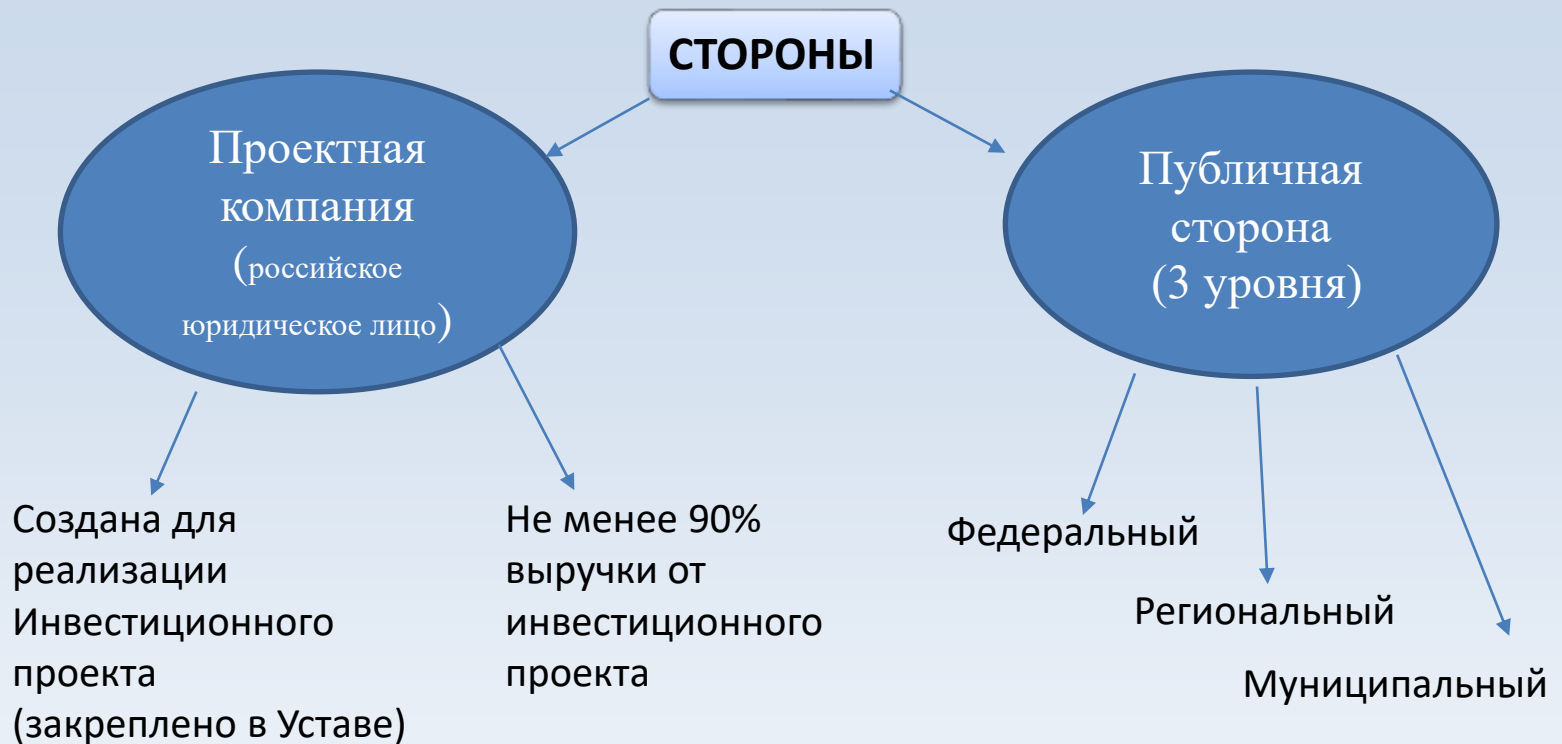 СТОРОНЫ
Проектная
компания
(российское
юридическое лицо)
Публичная
сторона
(3 уровня)
Создана для
реализации
Инвестиционного
проекта
(закреплено в Уставе)
Не менее 90%
выручки от
инвестиционного
проекта
Федеральный
Региональный
Муниципальный